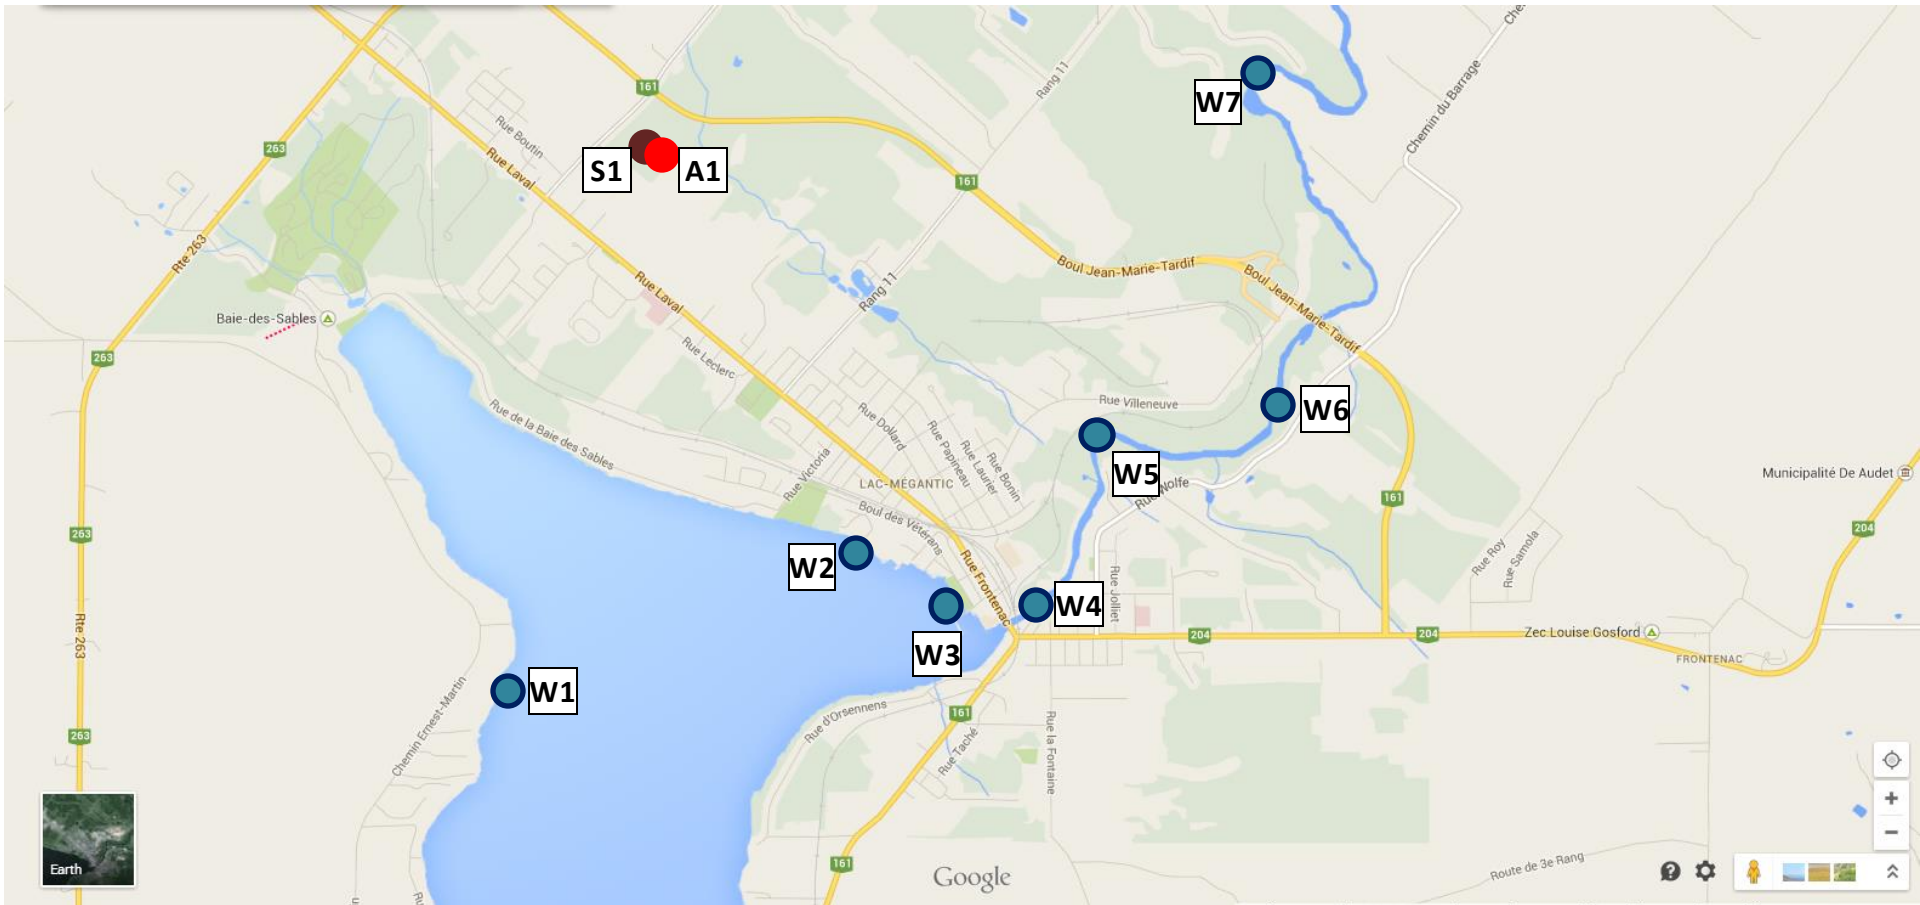 Che
161
Rang 11
W7
Chemin du Barrage
263
Rue Boutin
Rue Laval
S1
A1
161
Rte 263
Boul Jean-Marie-Tardif
Boul Jean-Marie-Tardif
Rue Laval
Rang 11
Baie-des-Sables
263
Rue Leclerc
Rue Villeneuve
W6
Rue de la Baie des Sables
Rue Dollard
Rue Papineau
Rue Laurier
Rue Bonin
Rue Victoria
LAC-MÉGANTIC
W5
Rue Wolfe
161
Municipalité De Audet
204
263
Boul des Vétérans
Rue Frontenac
W2
Rue Roy
Rue Samola
Rue Jolliet
W4
Rte 263
W3
204
204
Zec Louise Gosford
FRONTENAC
W1
Chemin Ernest-Martin
Rue d'Orsennens
161
Rue Taché
Rue la Fontaine
263
161
Earth
Google
Route de 3e Rang